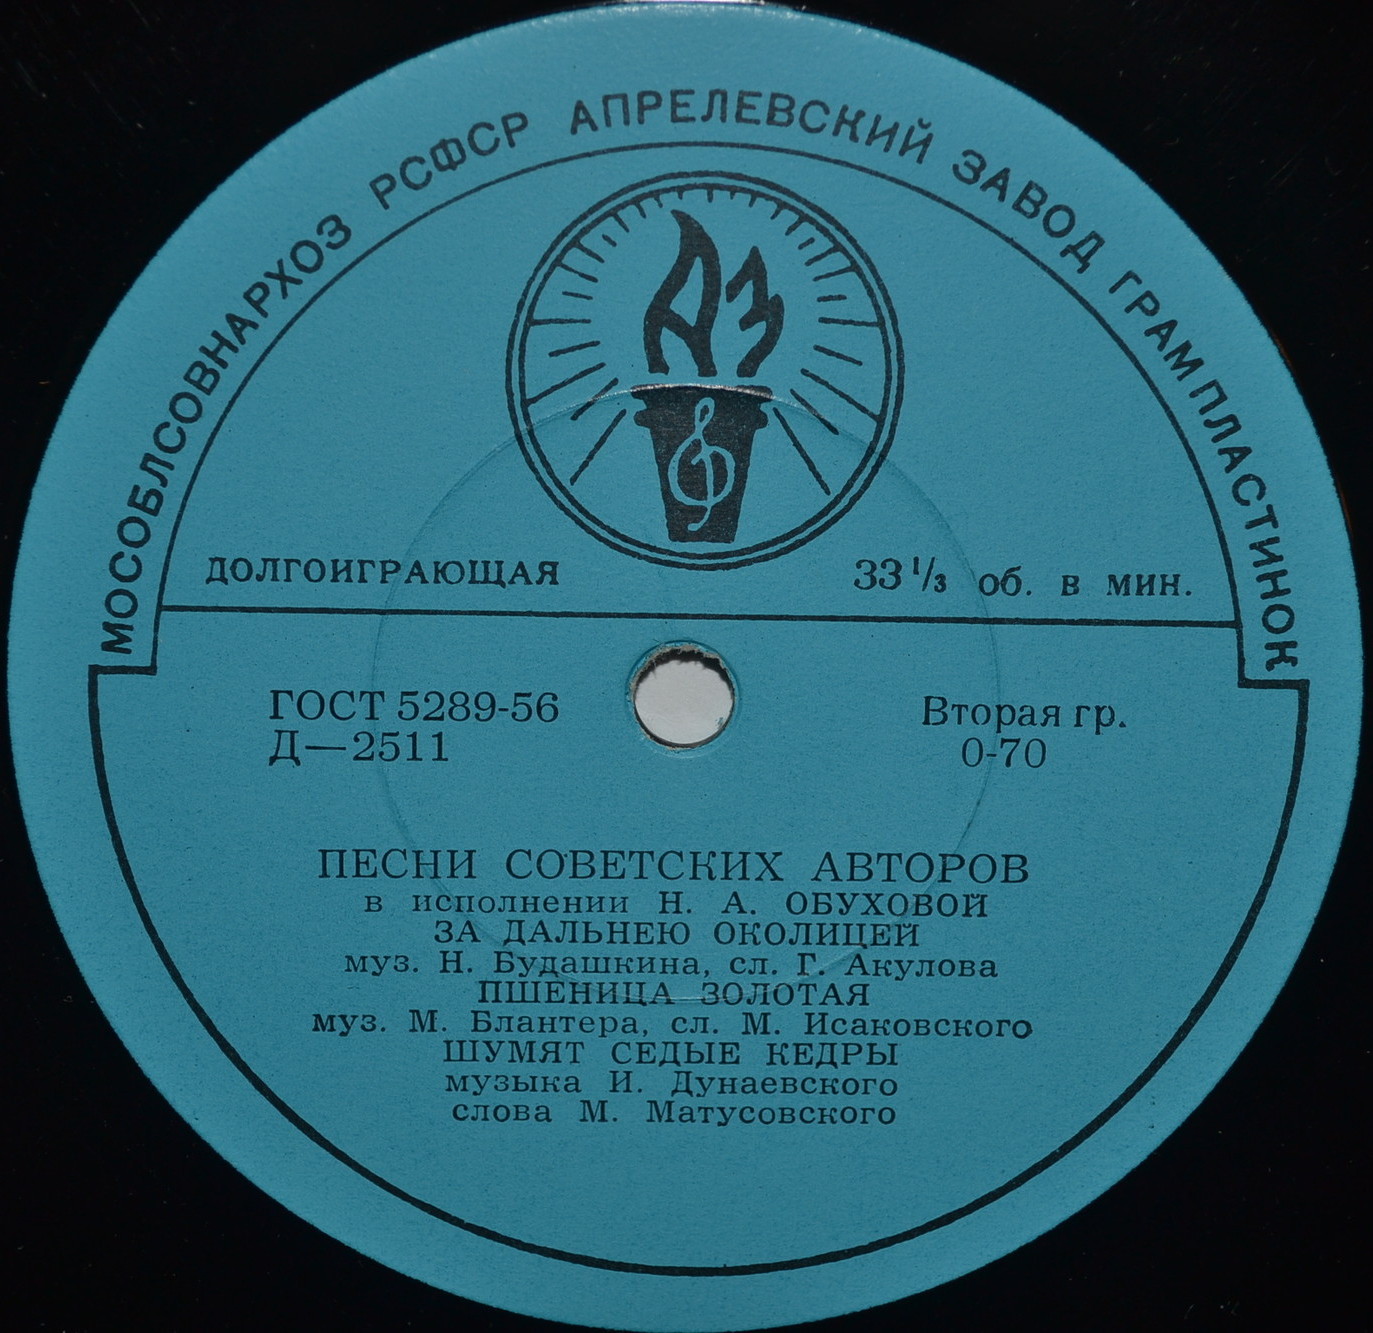 МОСОБЛСОВНАРХОЗ РСФСР АПРЕЛЕВСКИЙ ЗАВОД ГРАМПЛАСТИНОК
АЗ
ДОЛГОИГРАЮЩАЯ 33⅓ об. в мин.
ГОСТ 5289-56 Вторая гр.
Д—2511 0-70
ПЕСНИ СОВЕТСКИХ АВТОРОВ
в исполнении Н. А. ОБУХОВОЙ
ЗА ДАЛЬНЕЮ ОКОЛИЦЕЙ
муз. Н. Будашкина, сл. Г. Акулова
ПШЕНИЦА ЗОЛОТАЯ
муз. М. Блантера, сл. М. Исаковского
ШУМЯТ СЕДЫЕ КЕДРЫ
музыка И. Дунаевского
слова М. Матусовского